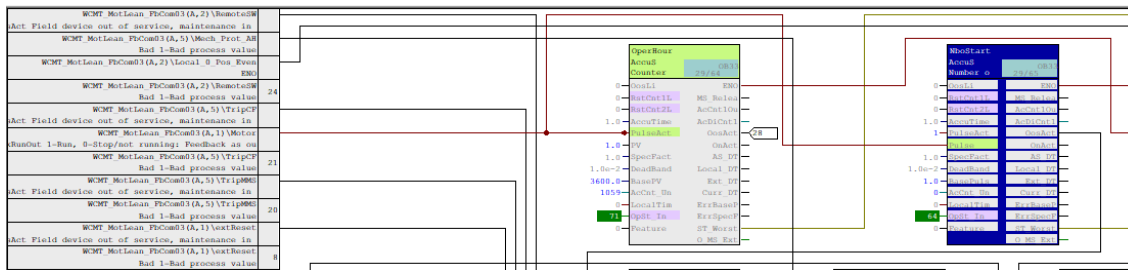 WCMT_MotLean_FbCom03(A,2)\RemoteSW
oAct Field device out of service, maintenance in
WCMT_MotLean_FbCom03(A,5)\Mech_Prot_AH
Bad 1-Bad process value
WCMT_MotLean_FbCom03(A,2)\Local_0_Pos_Even
ENO
WCMT_MotLean_FbCom03(A,2)\RemoteSW
Bad 1-Bad process value
24
WCMT_MotLean_FbCom03(A,5)\TripCF
oAct Field device out of service, maintenance in
WCMT_MotLean_FbCom03(A,1)\Motor
xRunOut 1-Run, 0-Stop/not running: Feedback as ou
WCMT_MotLean_FbCom03(A,5)\TripCF
Bad 1-Bad process value
21
WCMT_MotLean_FbCom03(A,5)\TripMMS
oAct Field device out of service, maintenance in
WCMT_MotLean_FbCom03(A,5)\TripMMS
Bad 1-Bad process value
20
WCMT_MotLean_FbCom03(A,1)\extReset
oAct Field device out of service, maintenance in
WCMT_MotLean_FbCom03(A,1)\extReset
Bad 1-Bad process value
8
OperHour
AccuS
Counter
OB33
29/64
0 OosLi ENO
0 RstCnt1L MS_Relea
0 RstCnt2L AcCnt1Ou
1.0 AccuTime AcDiCnt1
PulseAct OosAct 28
1.0 PV OnAct
1.0 SpecFact AS_DT
1.0e-2 DeadBand Local_DT
3600.0 BasePV Ext_DT
1059 AcCnt_Un Curr_DT
0 LocalTim ErrBaseP
71 OpSt_In ErrSpecF
0 Feature ST_Worst
O_MS_Ext
NboStart
AccuS
Number o
OB33
29/65
0 OosLi ENO
0 RstCnt1L MS_Relea
0 RstCnt2L AcCnt1Ou
1.0 AccuTime AcDiCnt1
1 PulseAct OosAct
Pulse OnAct
1.0 SpecFact AS_DT
1.0e-2 DeadBand Local_DT
1.0 BasePuls Ext_DT
0 AcCnt_Un Curr_DT
0 LocalTim ErrBaseP
64 OpSt_In ErrSpecF
0 Feature ST_Worst
O_MS_Ext